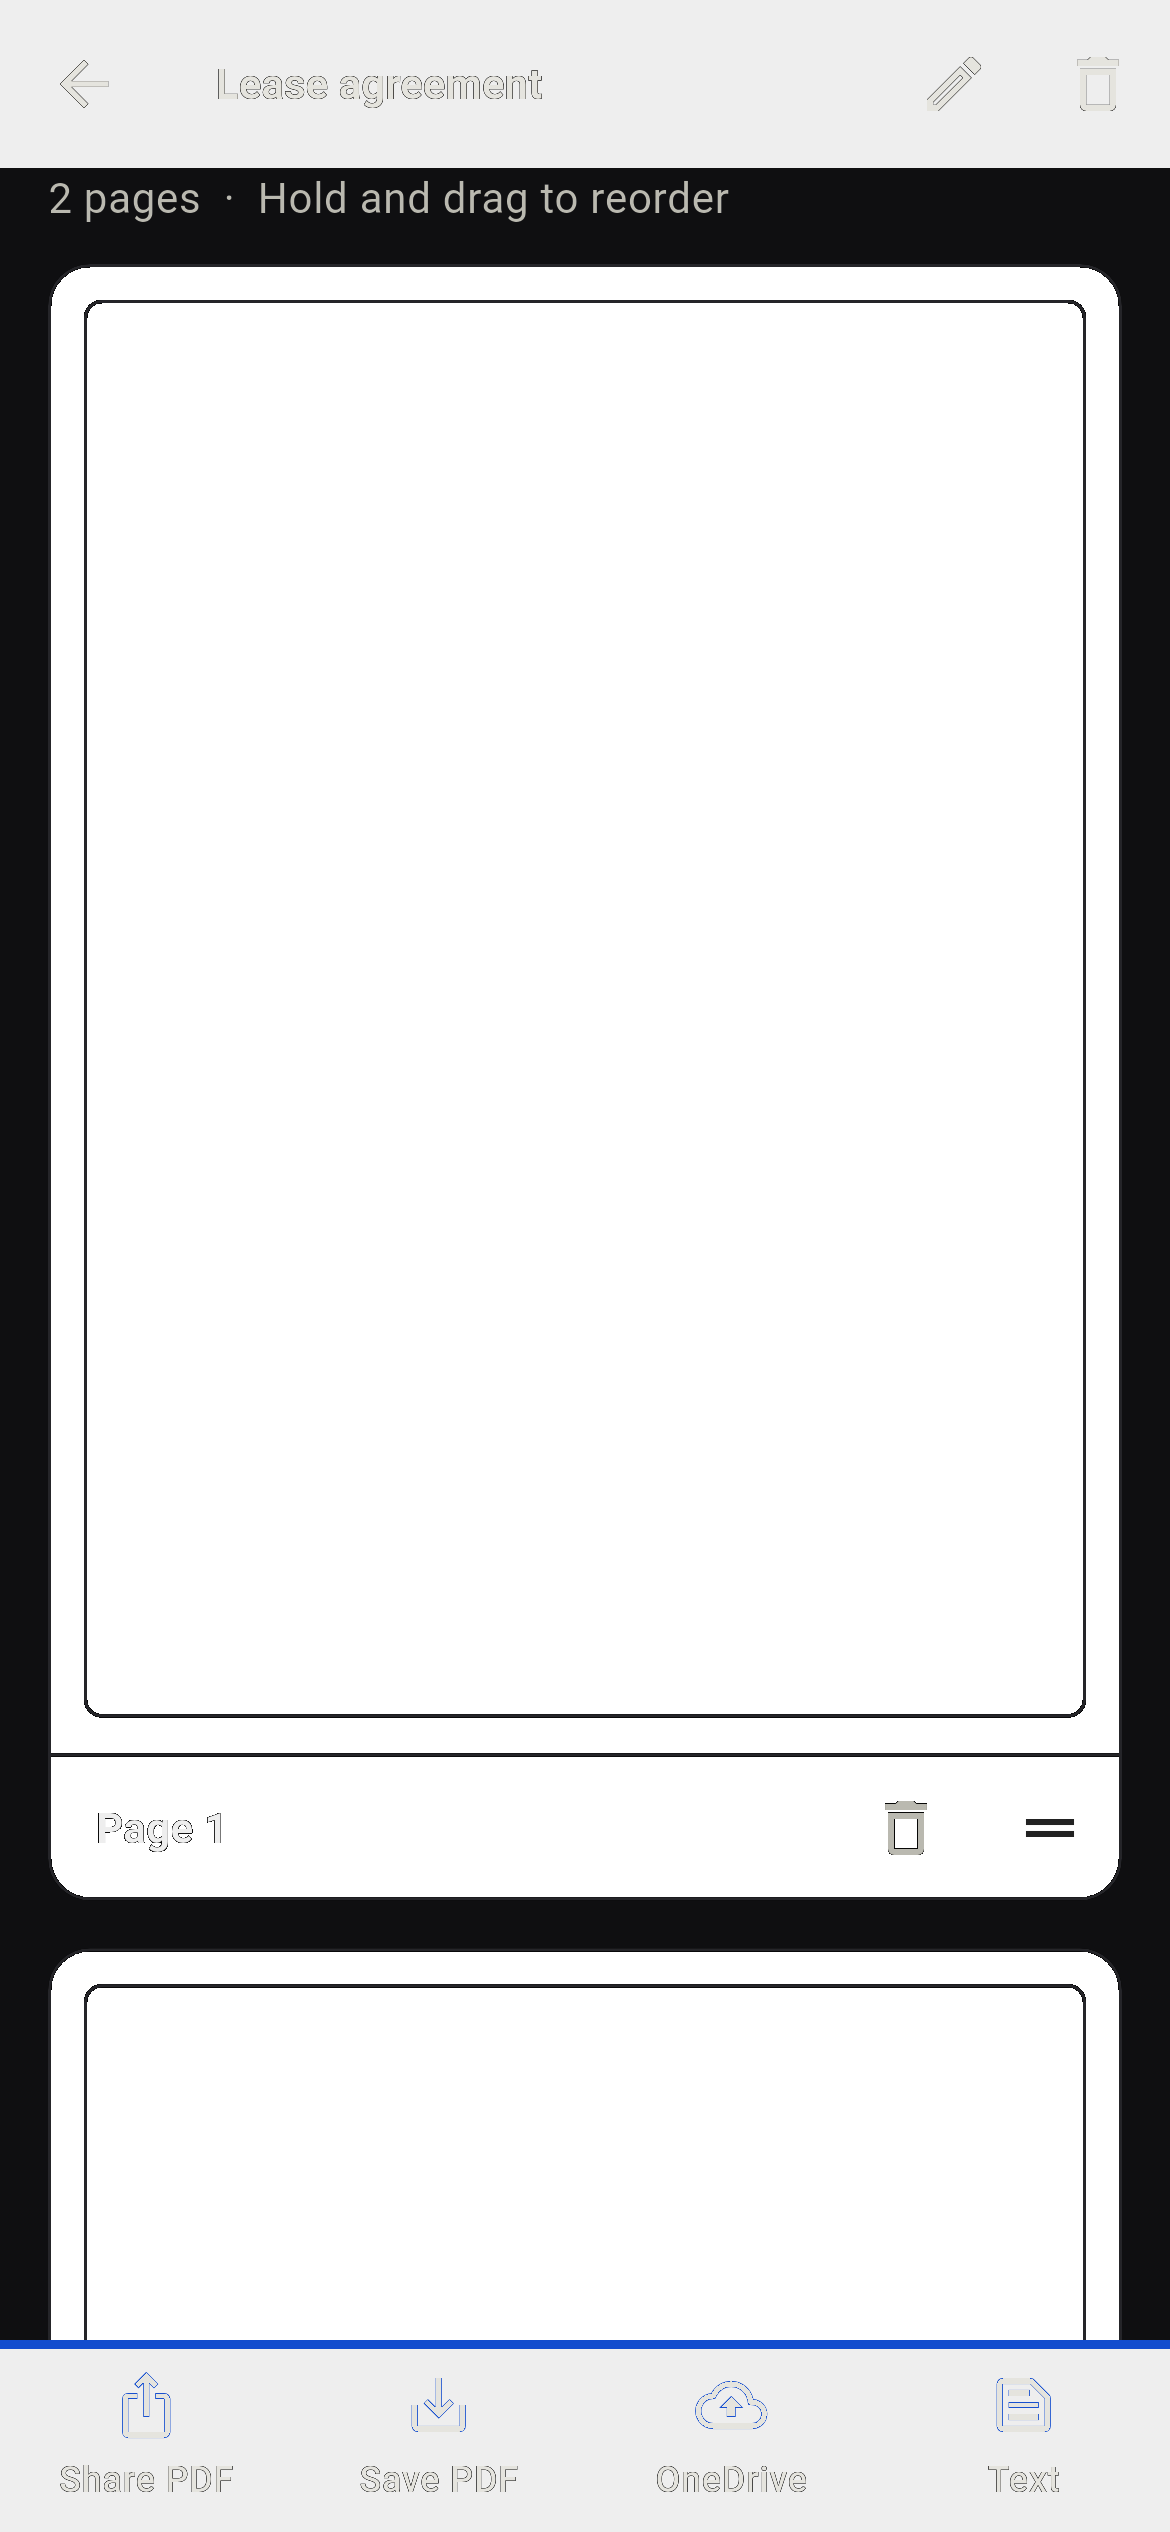 Lease agreement
2 pages · Hold and drag to reorder
Page 1
Share PDF
Save PDF
OneDrive
Text